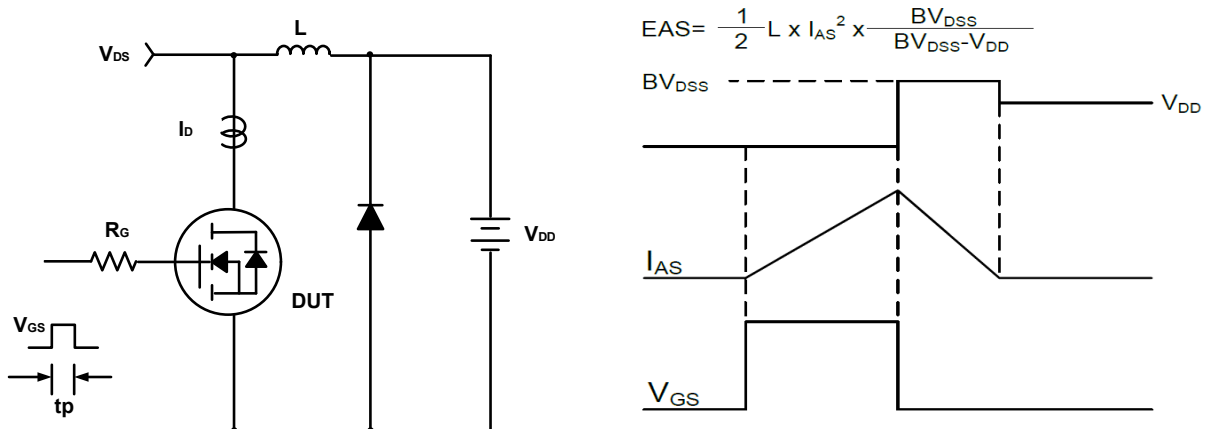 L
VDS
ID
RG
VDD
DUT
VGS
tp
EAS= 1/2 L x IAS² x BVDSS/BVDSS-VDD
BVDSS
VDD
IAS
VGS